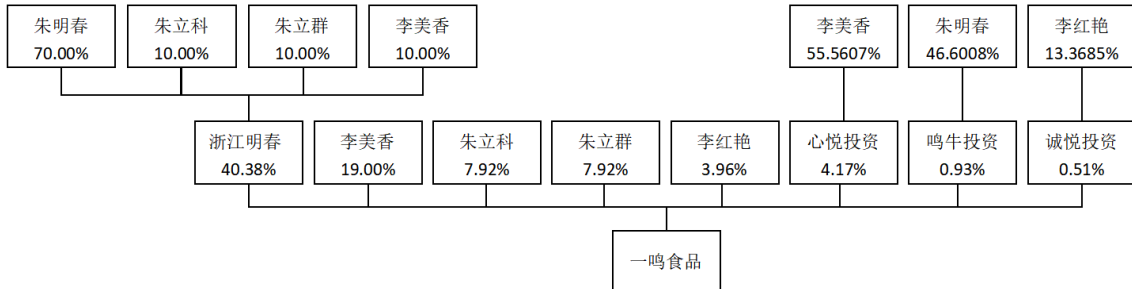 朱明春
70.00%
朱立科
10.00%
朱立群
10.00%
李美香
10.00%
李美香
55.5607%
朱明春
46.6008%
李红艳
13.3685%
浙江明春
40.38%
李美香
19.00%
朱立科
7.92%
朱立群
7.92%
李红艳
3.96%
心悦投资
4.17%
鸣牛投资
0.93%
诚悦投资
0.51%
一鸣食品